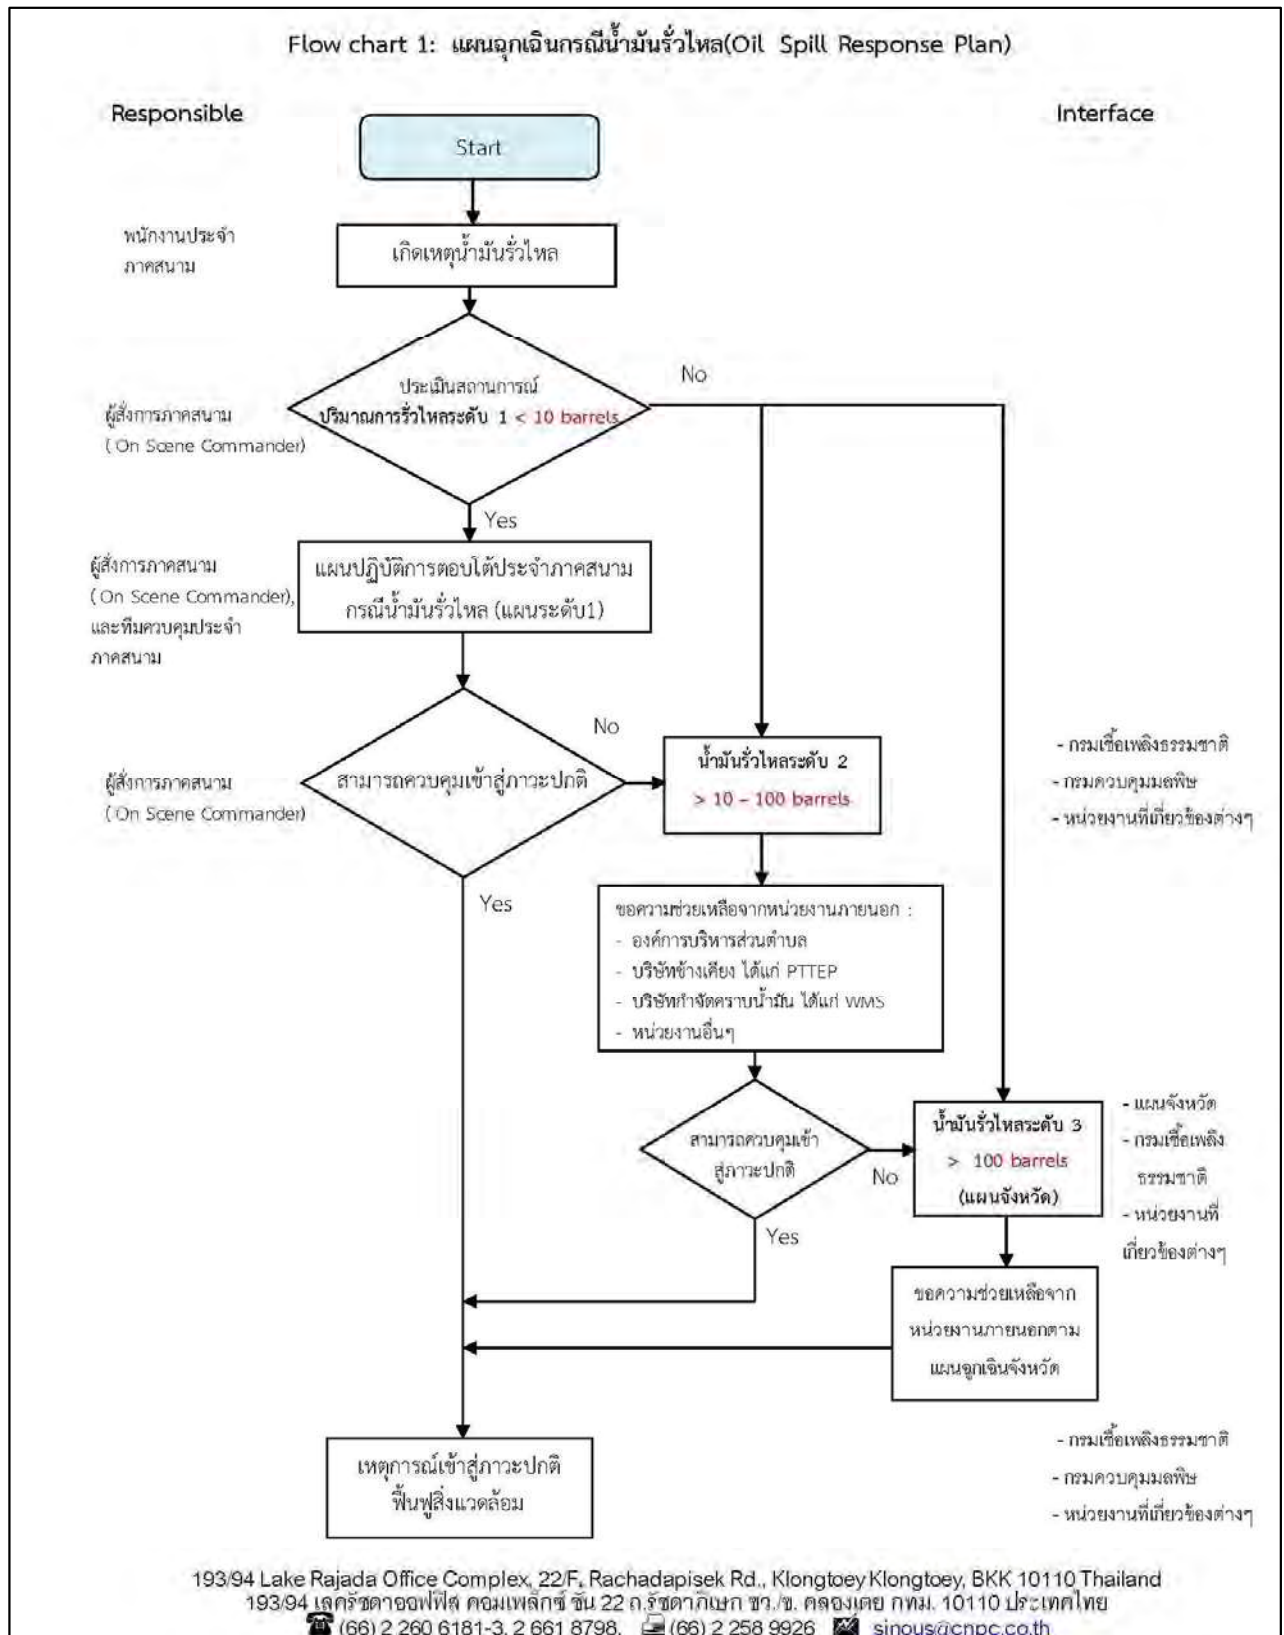 Flow chart 1: แผนฉุกเฉินกรณีน้ำมันรั่วไหล(Oil Spill Response Plan)
Responsible
Interface
Start
พนักงานประจำ
ภาคสนาม
เกิดเหตุน้ำมันรั่วไหล
ประเมินสถานการณ์
ปริมาณการรั่วไหลระดับ 1 < 10 barrels
No
ผู้สั่งการภาคสนาม
( On Scene Commander)
Yes
ผู้สั่งการภาคสนาม
( On Scene Commander),
และทีมควบคุมประจำ
ภาคสนาม
แผนปฏิบัติการตอบโต้ประจำภาคสนาม
กรณีน้ำมันรั่วไหล (แผนระดับ1)
No
ผู้สั่งการภาคสนาม
( On Scene Commander)
สามารถควบคุมเข้าสู่ภาวะปกติ
น้ำมันรั่วไหลระดับ 2
> 10 – 100 barrels
- กรมเชื้อเพลิงธรรมชาติ
- กรมควบคุมมลพิษ
- หน่วยงานที่เกี่ยวข้องต่างๆ
Yes
ขอความช่วยเหลือจากหน่วยงานภายนอก :
- องค์การบริหารส่วนตำบล
- บริษัทข้างเคียง ได้แก่ PTTEP
- บริษัทกำจัดคราบน้ำมัน ได้แก่ WMS
- หน่วยงานอื่นๆ
สามารถควบคุมเข้า
สู่ภาวะปกติ
No
Yes
น้ำมันรั่วไหลระดับ 3
> 100 barrels
(แผนจังหวัด)
- แผนจังหวัด
- กรมเชื้อเพลิง
ธรรมชาติ
- หน่วยงานที่
เกี่ยวข้องต่างๆ
ขอความช่วยเหลือจาก
หน่วยงานภายนอกตาม
แผนฉุกเฉินจังหวัด
เหตุการณ์เข้าสู่ภาวะปกติ
ฟื้นฟูสิ่งแวดล้อม
- กรมเชื้อเพลิงธรรมชาติ
- กรมควบคุมมลพิษ
- หน่วยงานที่เกี่ยวข้องต่างๆ
193/94 Lake Rajada Office Complex, 22/F, Rachadapisek Rd., Klongtoey Klongtoey, BKK 10110 Thailand
193/94 เลครัชดาออฟฟิส คอมเพล็กซ์ ชั้น 22 ถ.รัชดาภิเษก ขว./ข. คลองเตย กทม. 10110 ประเทศไทย
(66) 2 260 6181-3, 2 661 8798, (66) 2 258 9926 sinous@cnpc.co.th